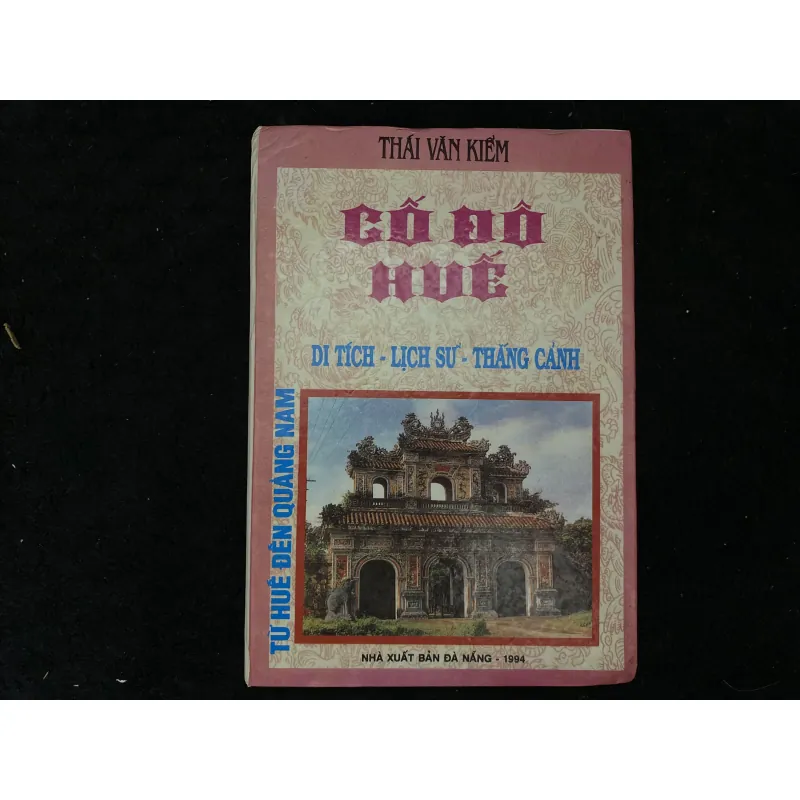 THÁI VĂN KIỂM
CỐ ĐÔ
HUẾ
DI TÍCH - LỊCH SỬ - THẮNG CẢNH
TỪ HUẾ ĐẾN QUẢNG NAM
NHÀ XUẤT BẢN ĐÀ NẴNG - 1994